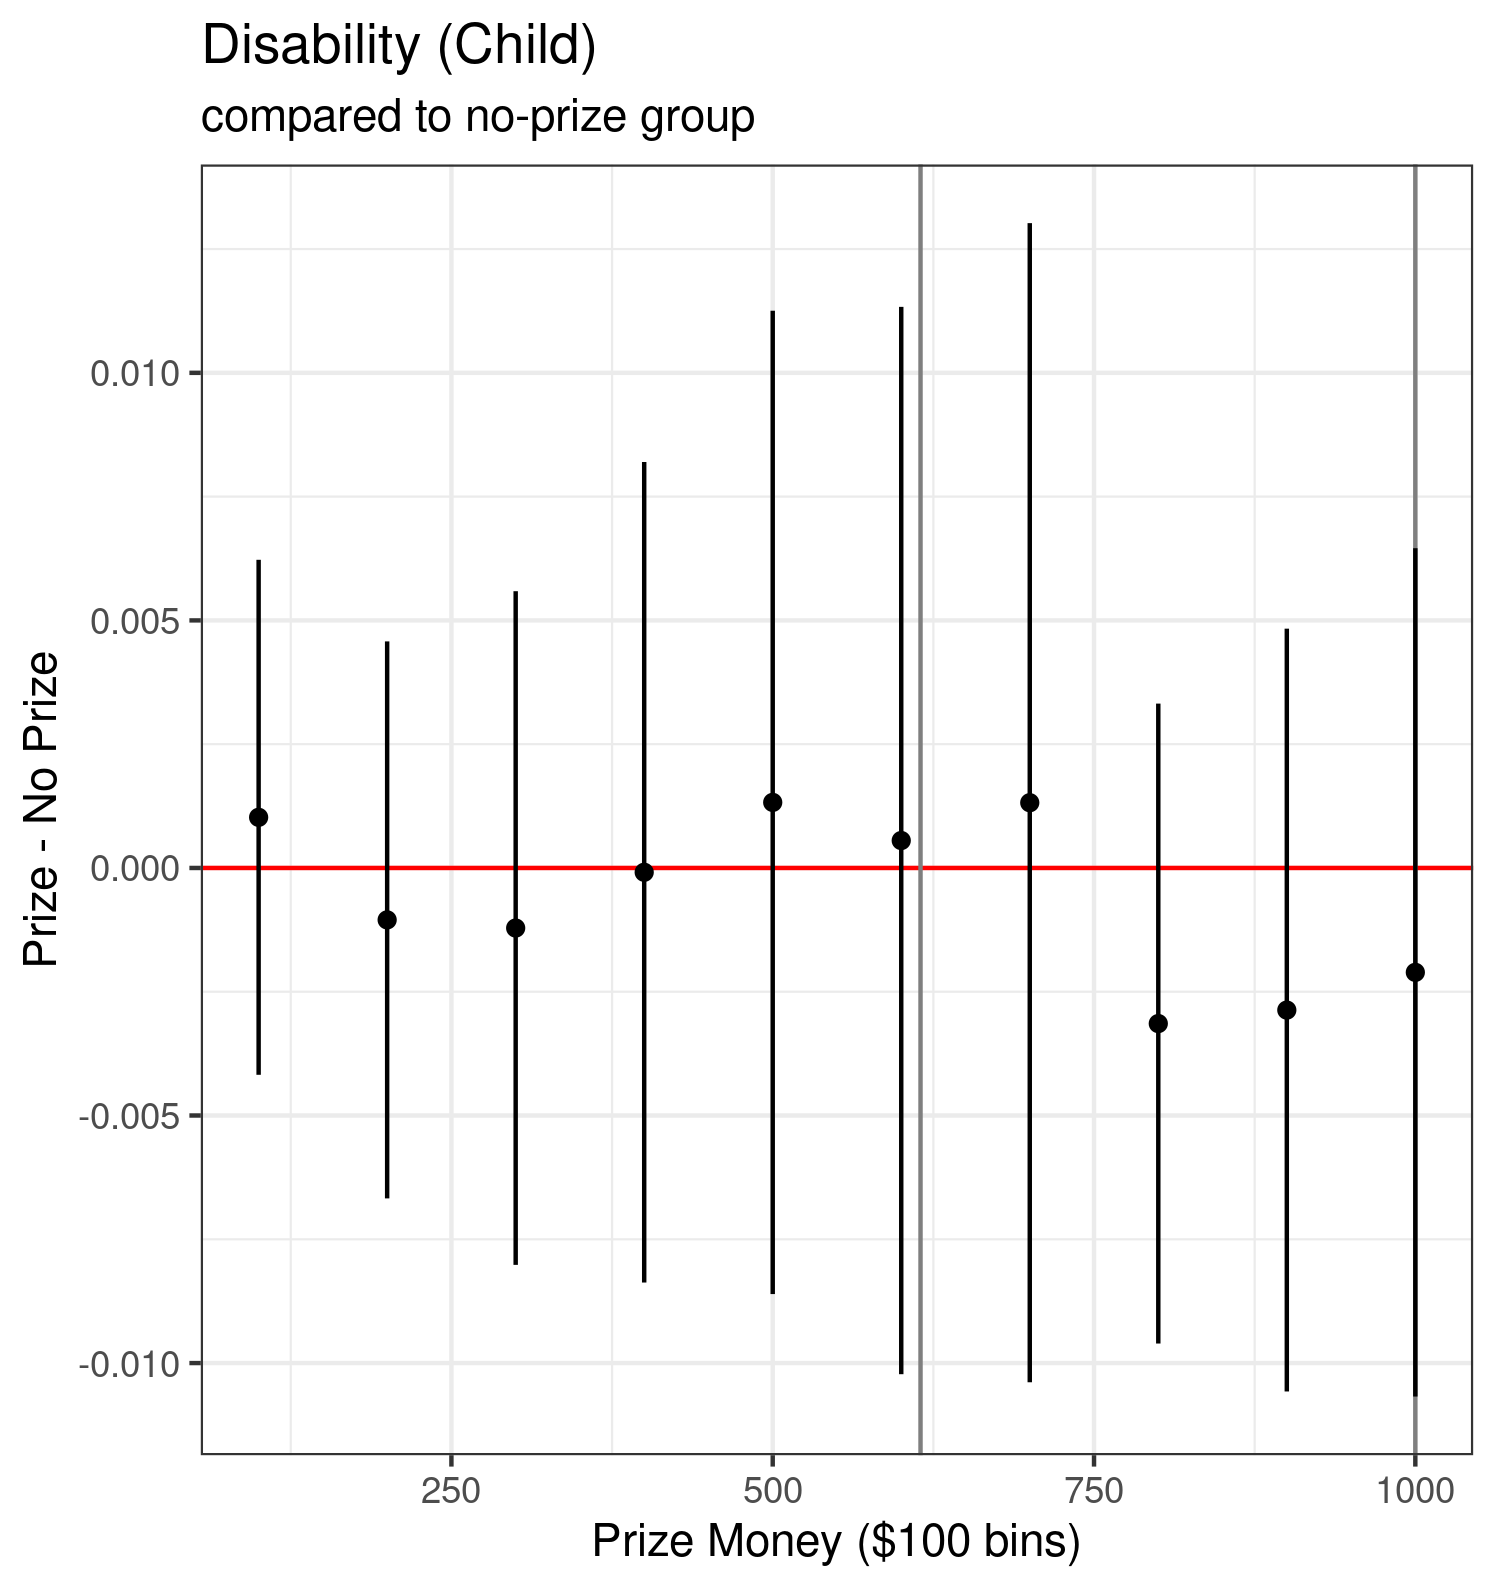 Disability (Child)
compared to no-prize group
Prize - No Prize
0.010
0.005
0.000
-0.005
-0.010
250 500 750 1000
Prize Money ($100 bins)